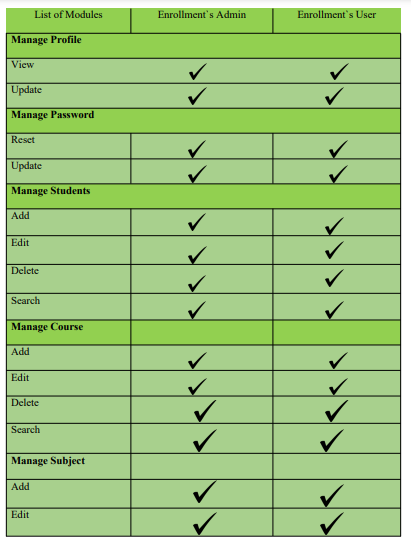 List of Modules Enrollment`s Admin Enrollment`s User
Manage Profile
View ✓ ✓
Update ✓ ✓
Manage Password
Reset ✓ ✓
Update ✓ ✓
Manage Students
Add ✓ ✓
Edit ✓ ✓
Delete ✓ ✓
Search ✓ ✓
Manage Course
Add ✓ ✓
Edit ✓ ✓
Delete ✓ ✓
Search ✓ ✓
Manage Subject
Add ✓ ✓
Edit ✓ ✓